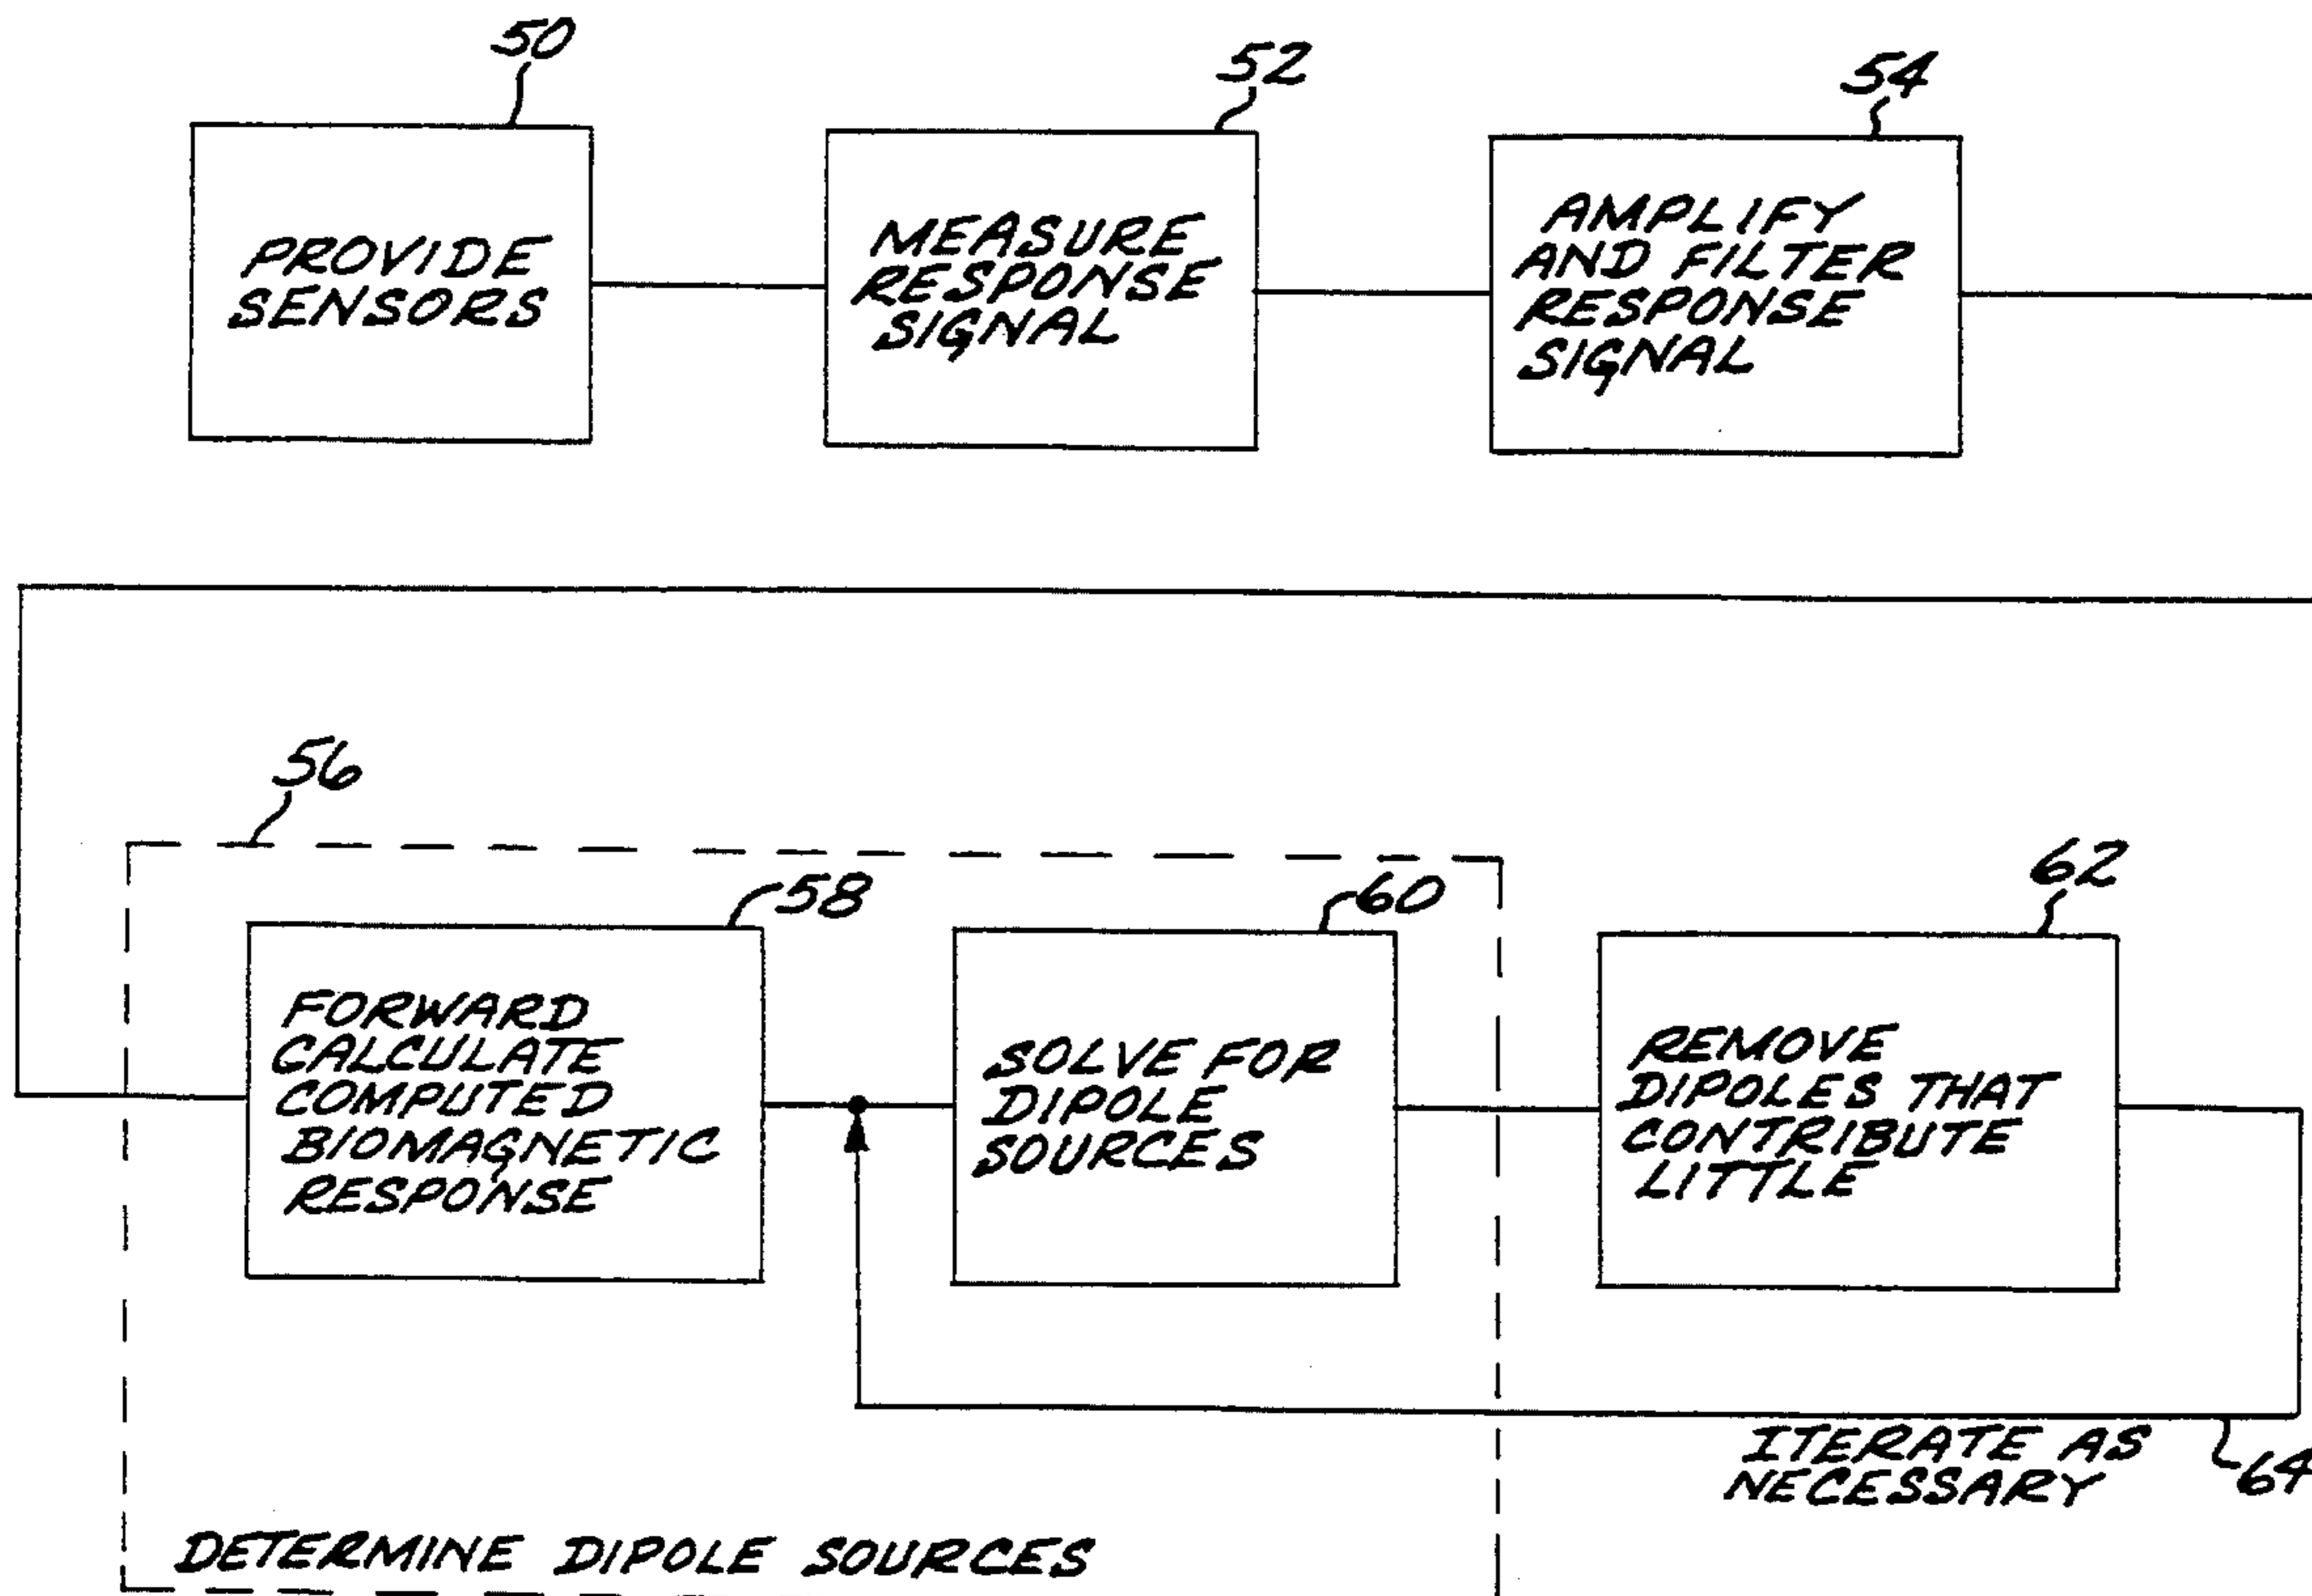 50
52
54
PROVIDE
SENSORS
MEASURE
RESPONSE
SIGNAL
AMPLIFY
AND FILTER
RESPONSE
SIGNAL
56
58
60
62
FORWARD
CALCULATE
COMPUTED
BIOMAGNETIC
RESPONSE
SOLVE FOR
DIPOLE
SOURCES
REMOVE
DIPOLES THAT
CONTRIBUTE
LITTLE
ITERATE AS
NECESSARY
64
DETERMINE DIPOLE SOURCES